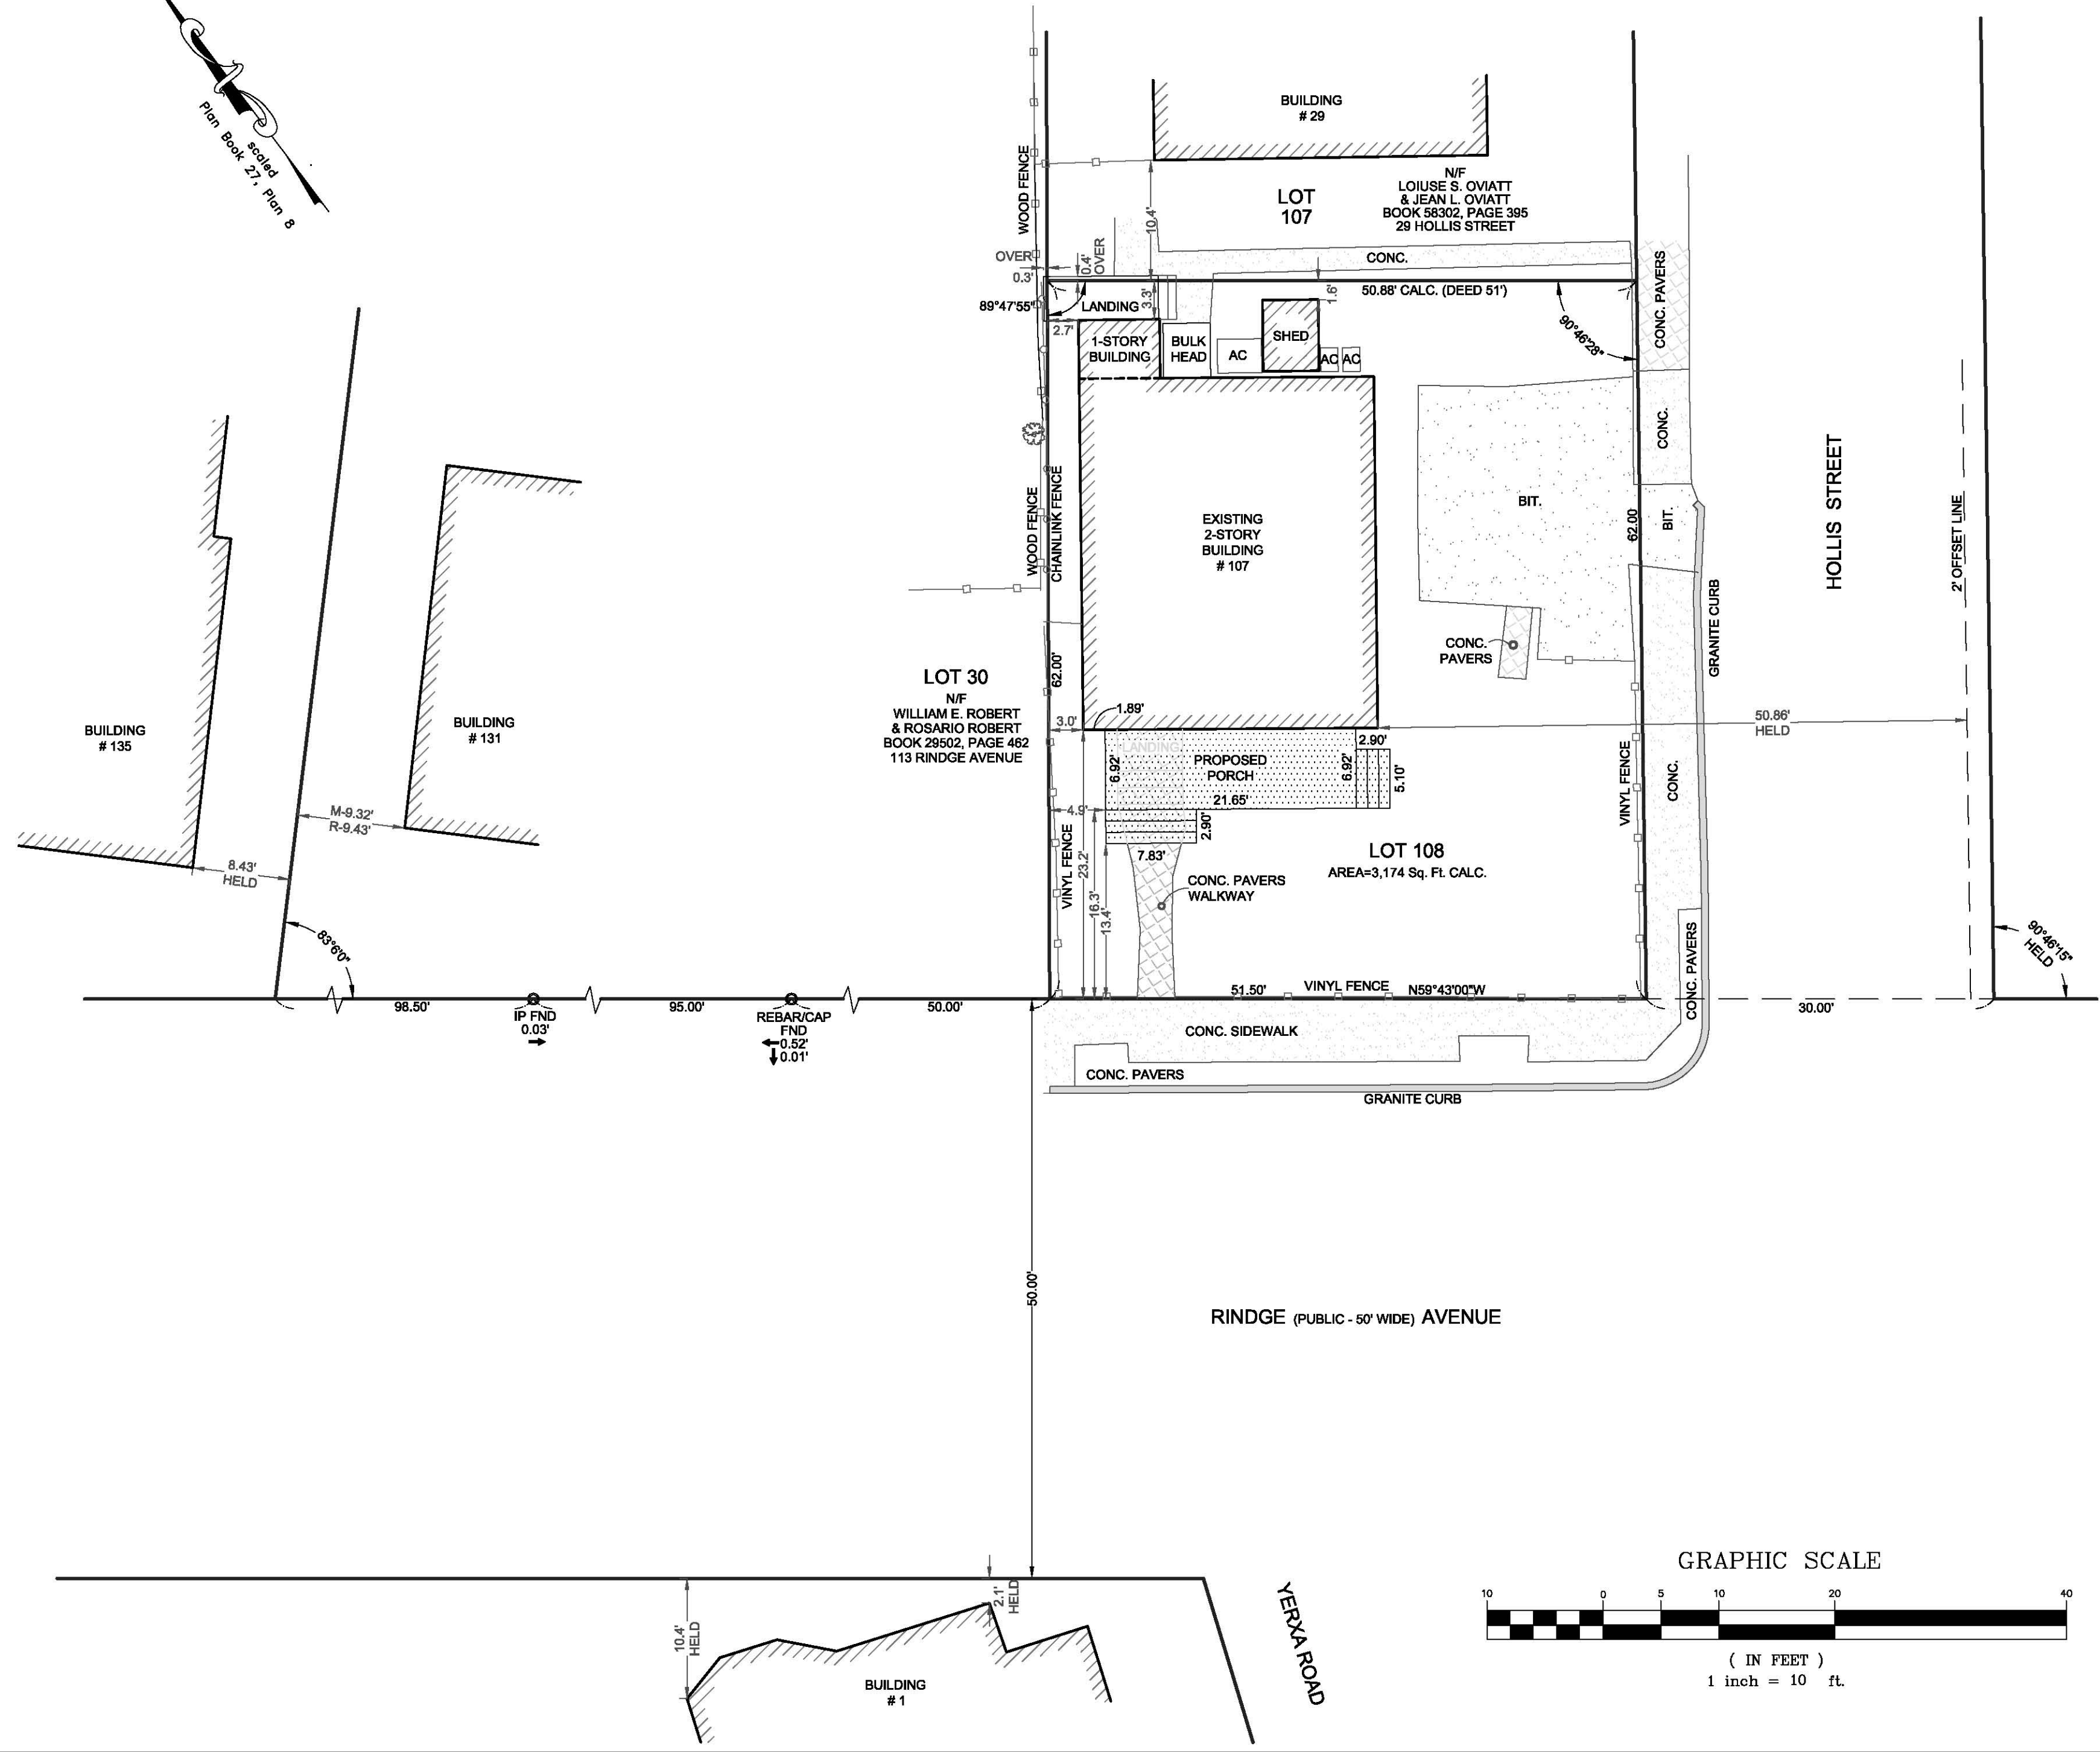 scaled
Plan Book 27, Plan 8
BUILDING
# 29
WOOD FENCE
LOT
107
N/F
LOIUSE S. OVIATT
& JEAN L. OVIATT
BOOK 58302, PAGE 395
29 HOLLIS STREET
10.4'
OVER
0.3'
0.4'
OVER
CONC.
CONC. PAVERS
50.88' CALC. (DEED 51')
89°47'55"
LANDING
3.3'
1.6'
90°46'28"
2.7'
1-STORY
BUILDING
BULK
HEAD
AC
SHED
AC
AC
CONC.
WOOD FENCE
CHAINLINK FENCE
EXISTING
2-STORY
BUILDING
# 107
BIT.
62.00
BIT.
HOLLIS STREET
2' OFFSET LINE
GRANITE CURB
CONC.
PAVERS
62.00'
LOT 30
N/F
WILLIAM E. ROBERT
& ROSARIO ROBERT
BOOK 29502, PAGE 462
113 RINDGE AVENUE
BUILDING
# 135
BUILDING
# 131
3.0'
1.89'
50.86'
HELD
LANDING
PROPOSED
PORCH
6.92'
6.92'
2.90'
5.10'
21.65'
4.9'
2.90'
VINYL FENCE
CONC.
M-9.32'
R-9.43'
8.43'
HELD
VINYL FENCE
23.2'
16.3'
13.4'
7.83'
CONC. PAVERS
WALKWAY
LOT 108
AREA=3,174 Sq. Ft. CALC.
CONC. PAVERS
83°6'0"
90°46'15"
HELD
98.50'
IP FND
0.03'
95.00'
REBAR/CAP
FND
0.52'
0.01'
50.00'
51.50'
VINYL FENCE
N59°43'00"W
30.00'
CONC. SIDEWALK
CONC. PAVERS
GRANITE CURB
50.00'
RINDGE (PUBLIC - 50' WIDE) AVENUE
10.4'
HELD
2.1'
HELD
BUILDING
# 1
YERXA ROAD
GRAPHIC SCALE
10 0 5 10 20 40
( IN FEET )
1 inch = 10 ft.